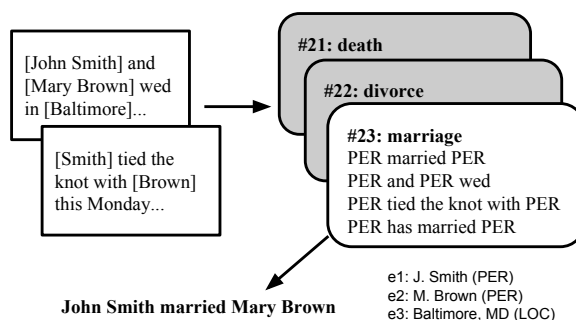 [John Smith] and
[Mary Brown] wed
in [Baltimore]...
[Smith] tied the
knot with [Brown]
this Monday...
#21: death
#22: divorce
#23: marriage
PER married PER
PER and PER wed
PER tied the knot with PER
PER has married PER
John Smith married Mary Brown
e1: J. Smith (PER)
e2: M. Brown (PER)
e3: Baltimore, MD (LOC)